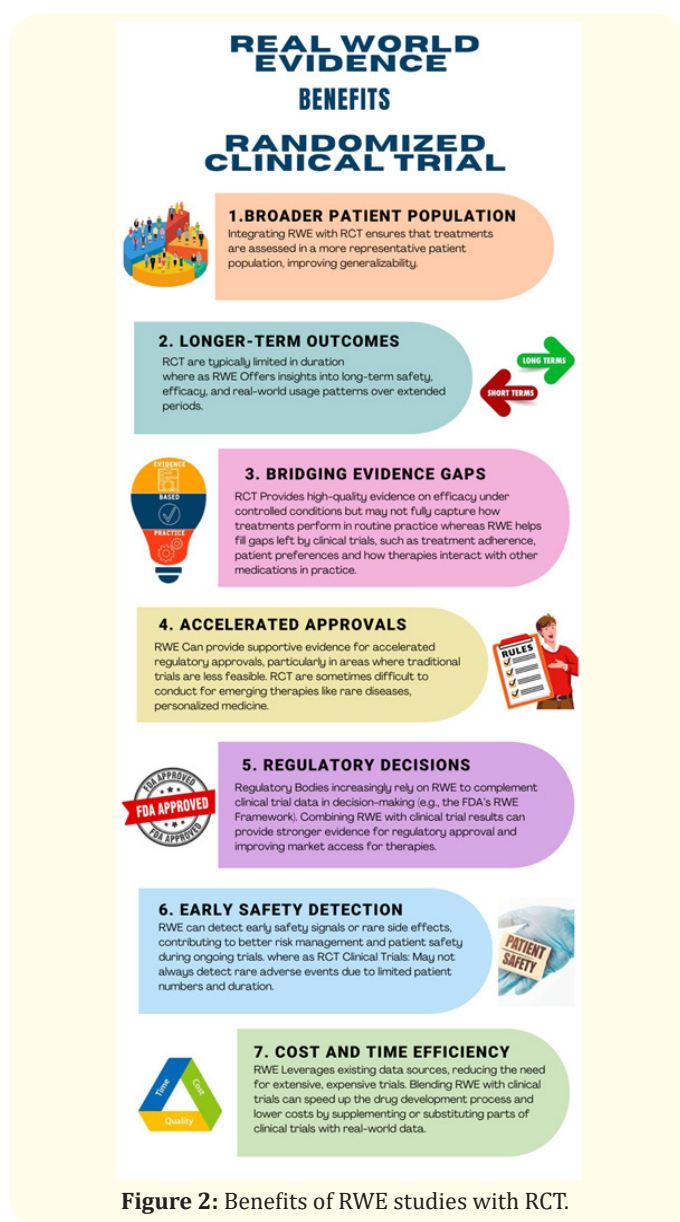 REAL WORLD
EVIDENCE
BENEFITS
RANDOMIZED
CLINICAL TRIAL
1.BROADER PATIENT POPULATION
Integrating RWE with RCT ensures that treatments
are assessed in a more representative patient
population, improving generalizability.
2. LONGER-TERM OUTCOMES
RCT are typically limited in duration
where as RWE Offers insights into long-term safety,
efficacy, and real-world usage patterns over extended
periods.
LONG TERMS
SHORT TERMS
EVIDENCE
BASED
PRACTICE
3. BRIDGING EVIDENCE GAPS
RCT Provides high-quality evidence on efficacy under
controlled conditions but may not fully capture how
treatments perform in routine practice whereas RWE helps
fill gaps left by clinical trials, such as treatment adherence,
patient preferences and how therapies interact with other
medications in practice.
4. ACCELERATED APPROVALS
RWE Can provide supportive evidence for accelerated
regulatory approvals, particularly in areas where traditional
trials are less feasible. RCT are sometimes difficult to
conduct for emerging therapies like rare diseases,
personalized medicine.
RULES
FDA APPROVED
FDA APPROVED
FDA APPROVED
5. REGULATORY DECISIONS
Regulatory Bodies increasingly rely on RWE to complement
clinical trial data in decision-making (e.g., the FDA's RWE
Framework). Combining RWE with clinical trial results can
provide stronger evidence for regulatory approval and
improving market access for therapies.
6. EARLY SAFETY DETECTION
RWE can detect early safety signals or rare side effects,
contributing to better risk management and patient safety
during ongoing trials. where as RCT Clinical Trials: May not
always detect rare adverse events due to limited patient
numbers and duration.
PATIENT
SAFETY
Time
Cost
Quality
7. COST AND TIME EFFICIENCY
RWE Leverages existing data sources, reducing the need
for extensive, expensive trials. Blending RWE with clinical
trials can speed up the drug development process and
lower costs by supplementing or substituting parts of
clinical trials with real-world data.
Figure 2: Benefits of RWE studies with RCT.